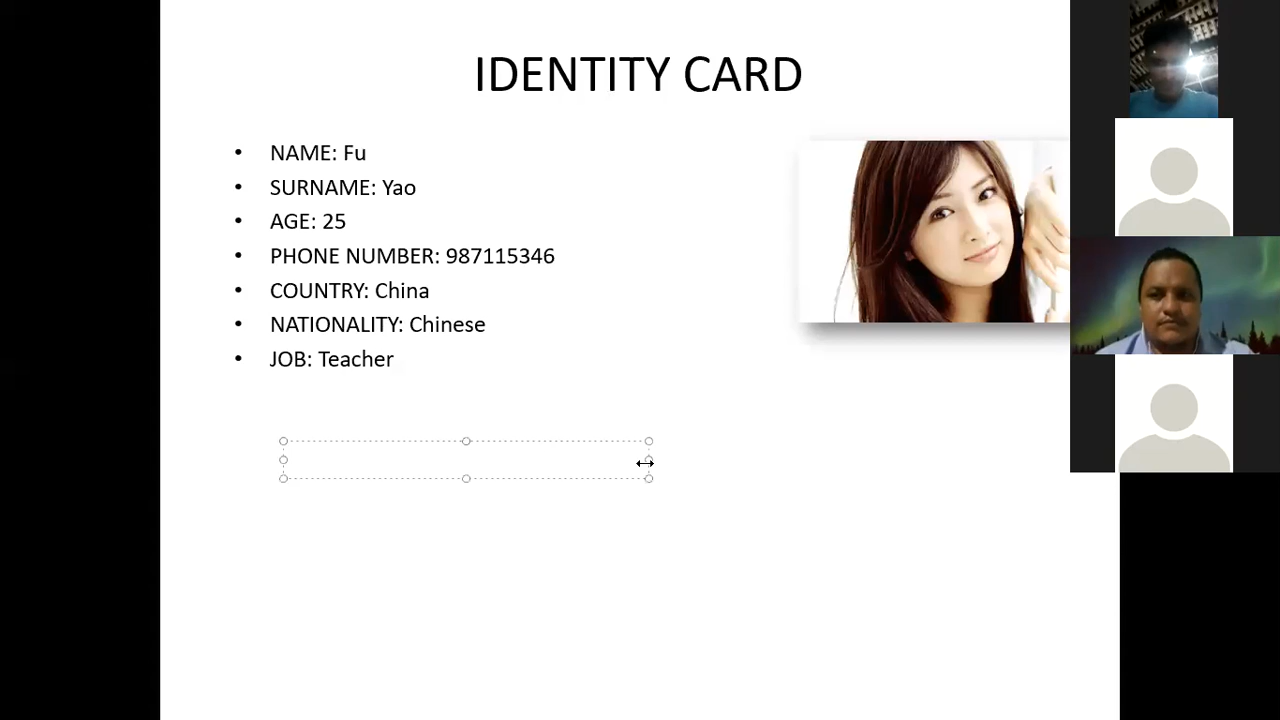 IDENTITY CARD
• NAME: Fu
• SURNAME: Yao
• AGE: 25
• PHONE NUMBER: 987115346
• COUNTRY: China
• NATIONALITY: Chinese
• JOB: Teacher